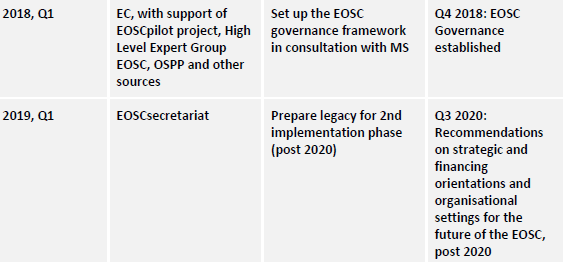 2018, Q1
EC, with support of
EOSCpilot project, High
Level Expert Group
EOSC, OSPP and other
sources
Set up the EOSC
governance framework
in consultation with MS
Q4 2018: EOSC
Governance
established
2019, Q1
EOSCsecretariat
Prepare legacy for 2nd
implementation phase
(post 2020)
Q3 2020:
Recommendations
on strategic and
financing
orientations and
organisational
settings for the
future of the EOSC,
post 2020